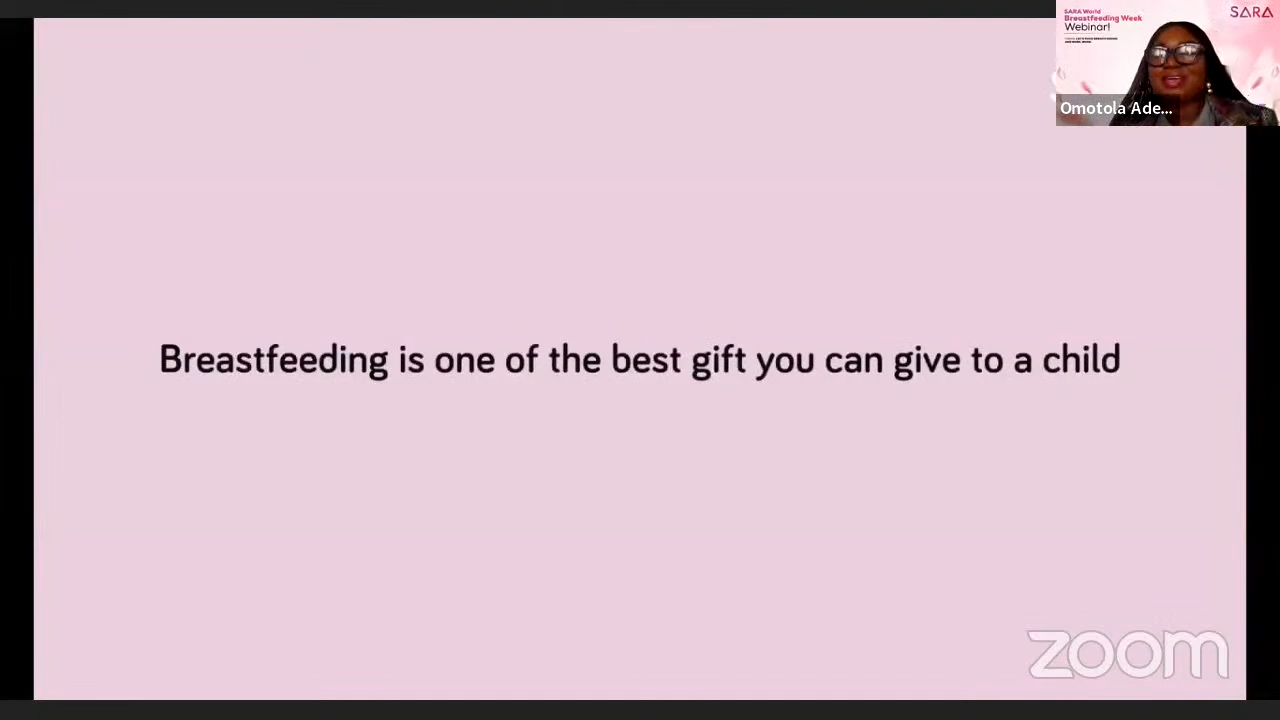 SARA World
Breastfeeding Week
Webinar!
SARA
Omotola Ade...
Breastfeeding is one of the best gift you can give to a child
zoom